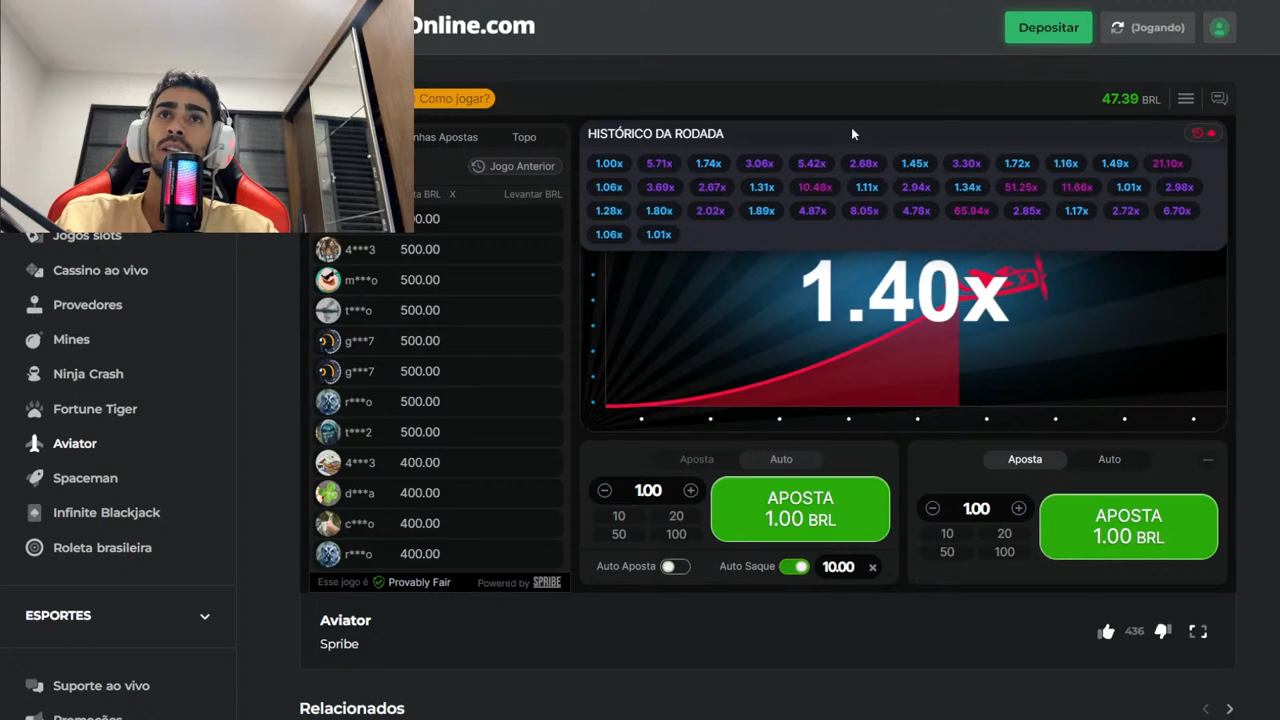 Online.com
Depositar
(Jogando)
Como jogar?
47.39 BRL
nhas Apostas
Topo
HISTÓRICO DA RODADA
Jogo Anterior
BRL X Levantar BRL
1.00x 5.71x 1.74x 3.06x 5.42x 2.68x 1.45x 3.30x 1.72x 1.16x 1.49x 21.10x
1.06x 3.69x 2.67x 1.31x 10.48x 1.11x 2.94x 1.34x 51.25x 11.66x 1.01x 2.98x
1.28x 1.80x 2.02x 1.89x 4.87x 8.05x 4.78x 65.94x 2.85x 1.17x 2.72x 6.70x
1.06x 1.01x
Jogos slots
Cassino ao vivo
Provedores
Mines
Ninja Crash
Fortune Tiger
Aviator
Spaceman
Infinite Blackjack
Roleta brasileira
ESPORTES
Suporte ao vivo
00.00
4***3 500.00
m***o 500.00
t***o 500.00
g***7 500.00
g***7 500.00
r***o 500.00
t***2 500.00
4***3 400.00
d***a 400.00
c***o 400.00
r***o 400.00
Esse jogo é Provably Fair Powered by SPRIBE
1.40x
Aposta Auto
1.00
10 20
50 100
APOSTA
1.00 BRL
Auto Aposta Auto Saque 10.00 x
Aposta Auto
1.00
10 20
50 100
APOSTA
1.00 BRL
Aviator
Spribe
436
Relacionados